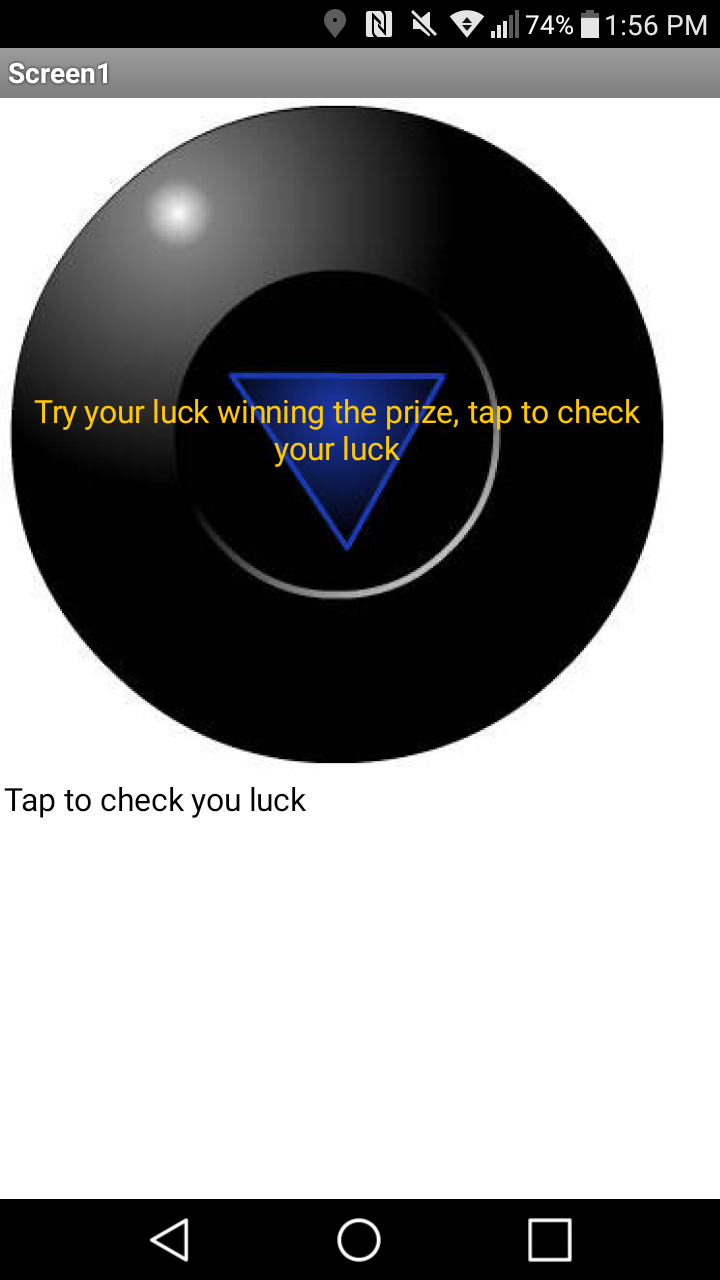 74% 1:56 PM
Screen1
Try your luck winning the prize, tap to check
your luck
Tap to check you luck